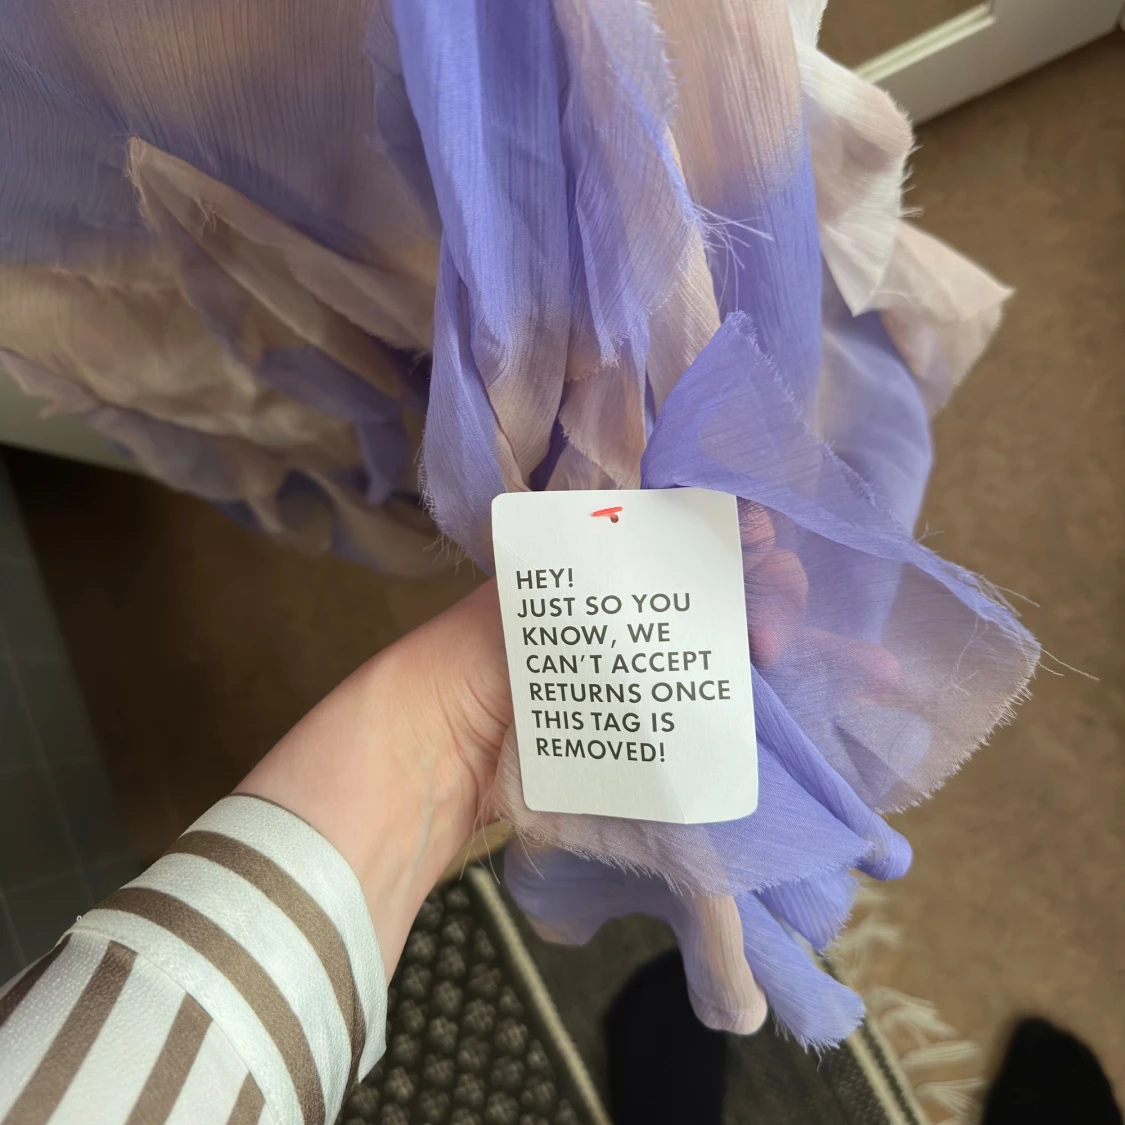 HEY!
JUST SO YOU
KNOW, WE
CAN'T ACCEPT
RETURNS ONCE
THIS TAG IS
REMOVED!